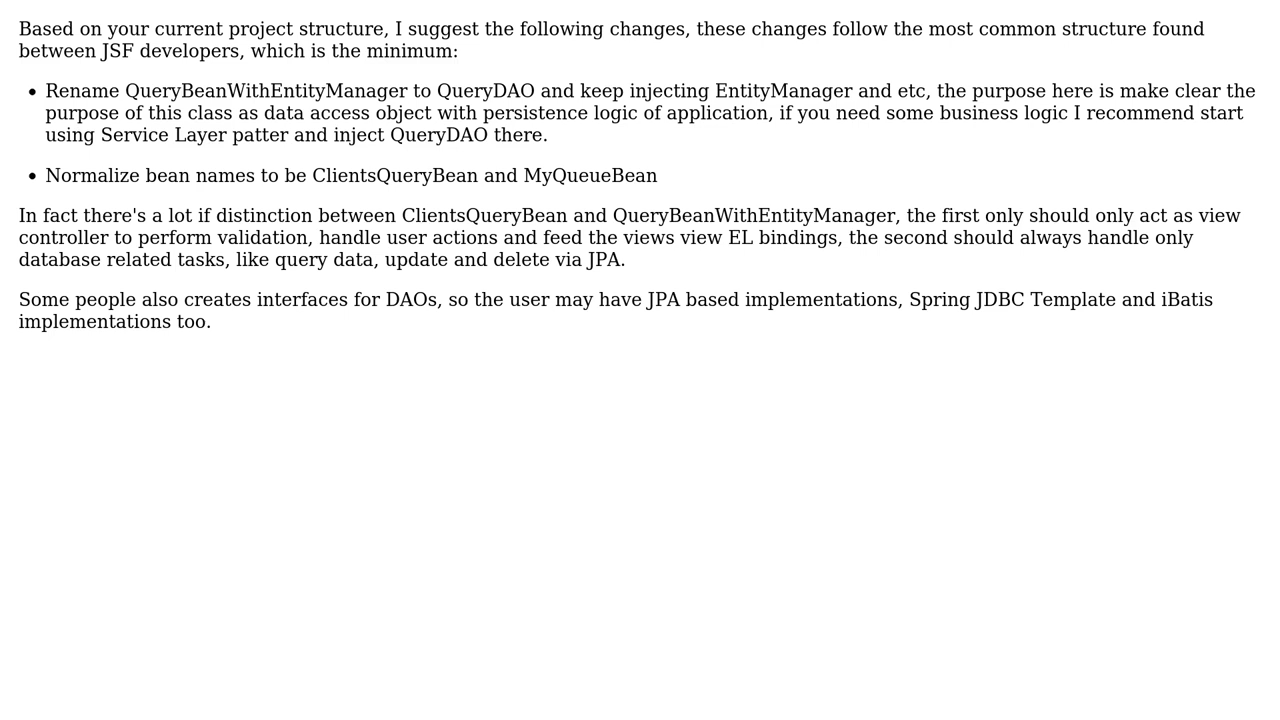 Based on your current project structure, I suggest the following changes, these changes follow the most common structure found
between JSF developers, which is the minimum:
• Rename QueryBeanWithEntityManager to QueryDAO and keep injecting EntityManager and etc, the purpose here is make clear the
purpose of this class as data access object with persistence logic of application, if you need some business logic I recommend start
using Service Layer patter and inject QueryDAO there.
• Normalize bean names to be ClientsQueryBean and MyQueueBean
In fact there's a lot if distinction between ClientsQueryBean and QueryBeanWithEntityManager, the first only should only act as view
controller to perform validation, handle user actions and feed the views view EL bindings, the second should always handle only
database related tasks, like query data, update and delete via JPA.
Some people also creates interfaces for DAOs, so the user may have JPA based implementations, Spring JDBC Template and iBatis
implementations too.